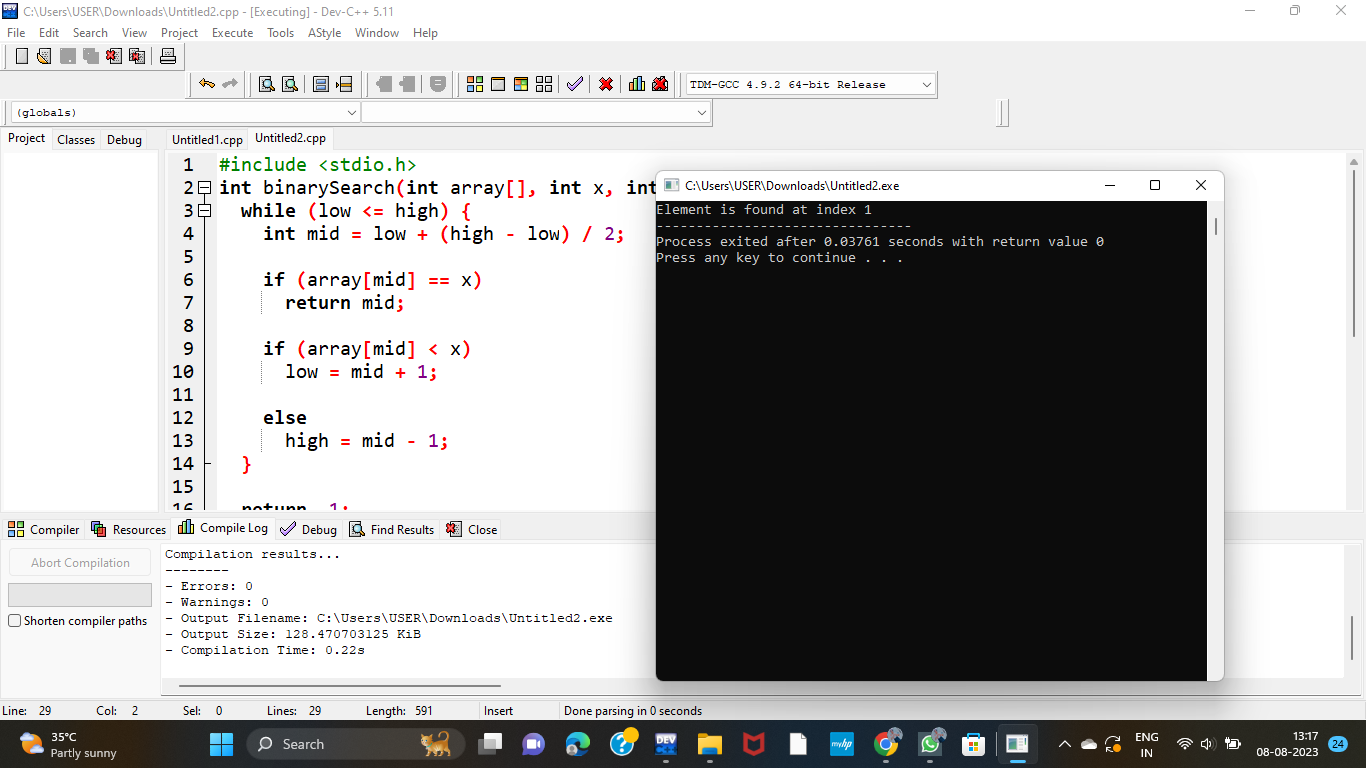 C:\Users\USER\Downloads\Untitled2.cpp - [Executing] - Dev-C++ 5.11
File Edit Search View Project Execute Tools AStyle Window Help
TDM-GCC 4.9.2 64-bit Release
(globals)
Project Classes Debug
Untitled1.cpp Untitled2.cpp
1 #include <stdio.h>
2 int binarySearch(int array[], int x, int
3 while (low <= high) {
4 int mid = low + (high - low) / 2;
5
6 if (array[mid] == x)
7 return mid;
8
9 if (array[mid] < x)
10 low = mid + 1;
11
12 else
13 high = mid - 1;
14 }
15
16 return -1;
C:\Users\USER\Downloads\Untitled2.exe
Element is found at index 1
--------------------------------
Process exited after 0.03761 seconds with return value 0
Press any key to continue . . .
Compiler Resources Compile Log Debug Find Results Close
Abort Compilation
Shorten compiler paths
Compilation results...
--------
- Errors: 0
- Warnings: 0
- Output Filename: C:\Users\USER\Downloads\Untitled2.exe
- Output Size: 128.470703125 KiB
- Compilation Time: 0.22s
Line: 29 Col: 2 Sel: 0 Lines: 29 Length: 591 Insert Done parsing in 0 seconds
35°C
Partly sunny
Search
DEV
myhp
ENG
IN
13:17
08-08-2023
24